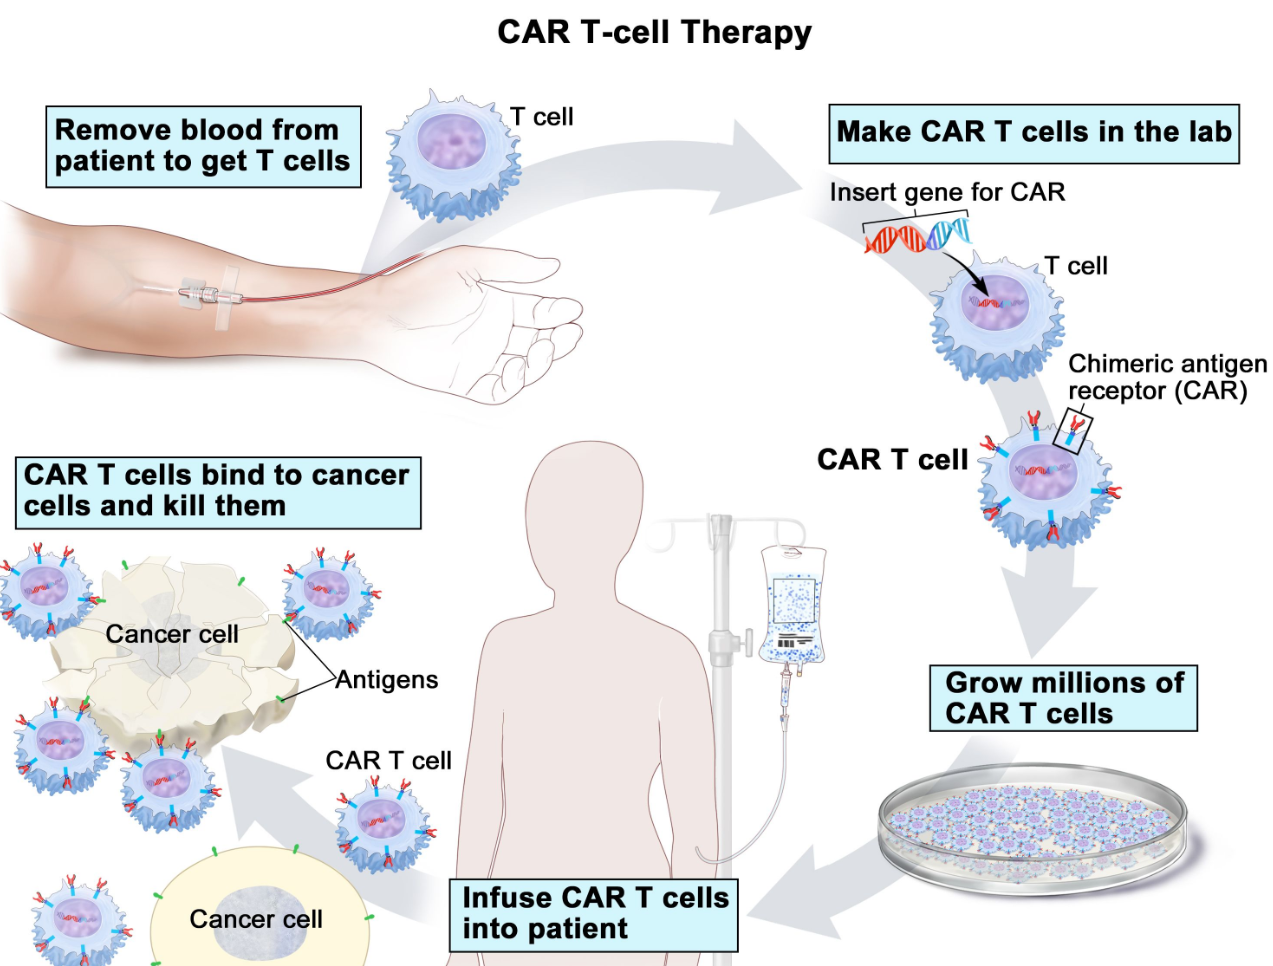 CAR T-cell Therapy
Remove blood from
patient to get T cells
T cell
Make CAR T cells in the lab
Insert gene for CAR
T cell
Chimeric antigen
receptor (CAR)
CAR T cell
Grow millions of
CAR T cells
Infuse CAR T cells
into patient
CAR T cells bind to cancer
cells and kill them
Cancer cell
Antigens
CAR T cell
Cancer cell